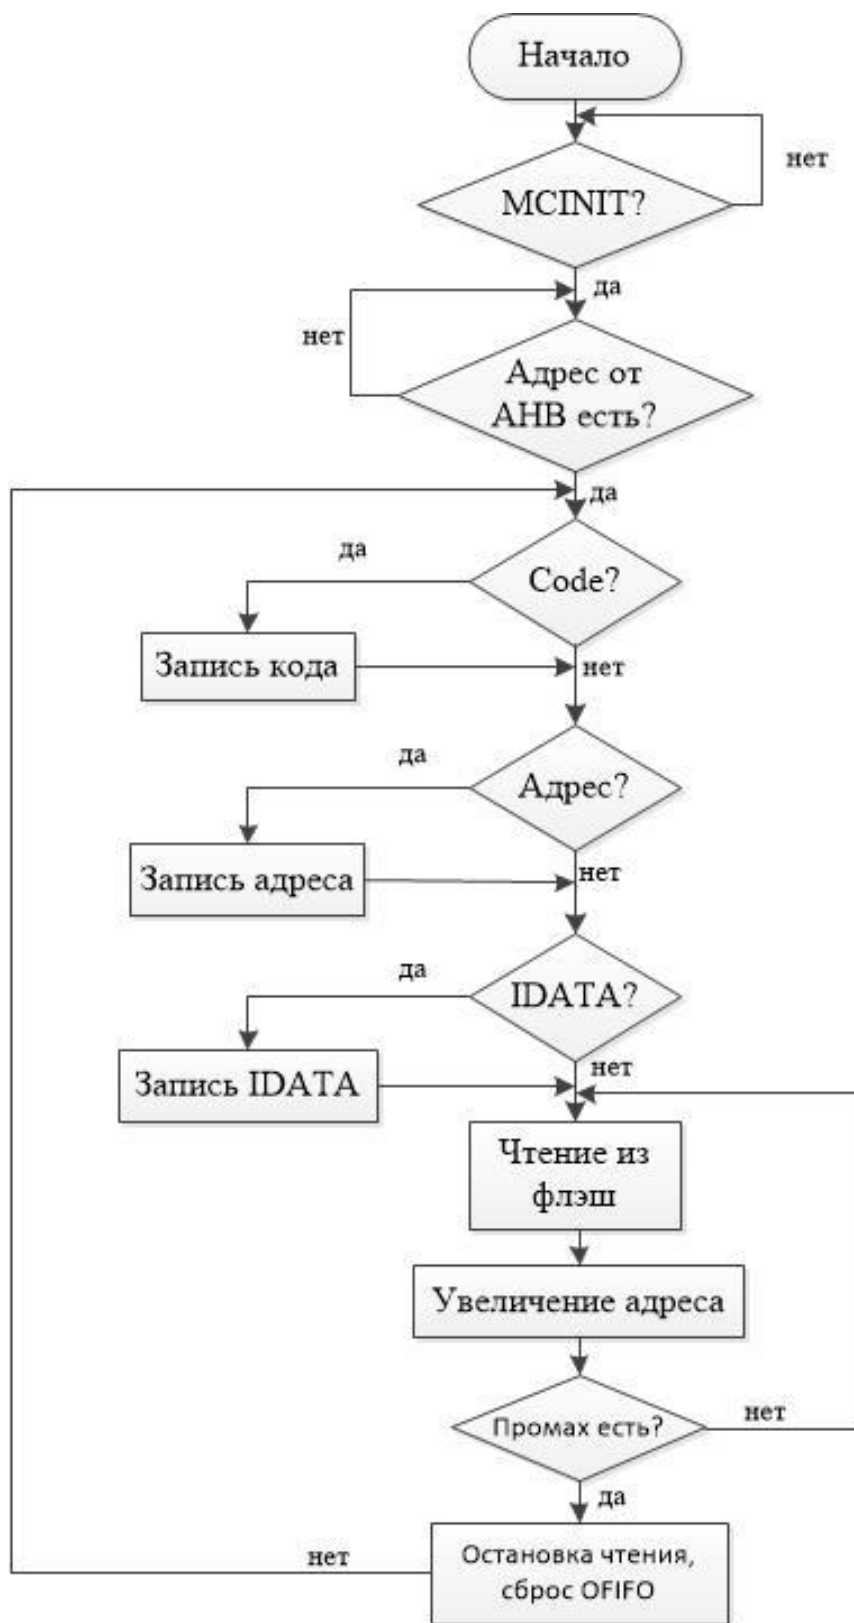 Начало
нет
MCINIT?
да
нет
Адрес от
AHB есть?
да
да
Code?
Запись кода
нет
да
Адрес?
Запись адреса
нет
да
IDATA?
Запись IDATA
нет
Чтение из
флэш
Увеличение адреса
Промах есть?
нет
да
нет
Остановка чтения,
сброс OFIFO